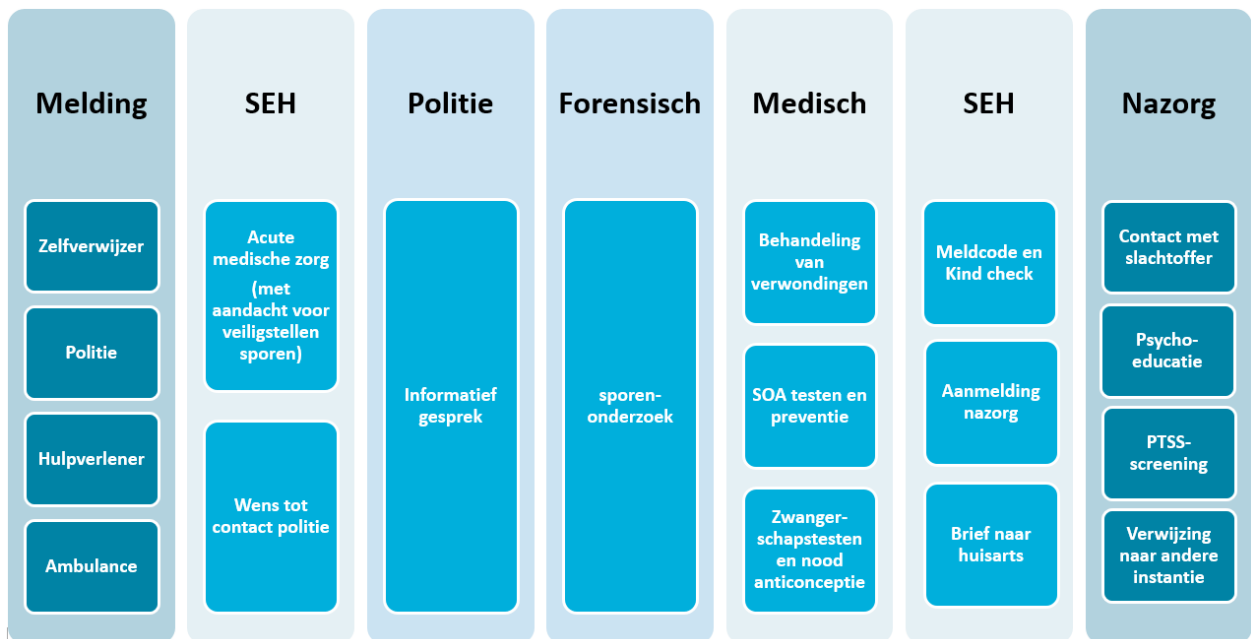 Melding
Zelfverwijzer
Politie
Hulpverlener
Ambulance
SEH
Acute
medische zorg
(met
aandacht voor
veiligstellen
sporen)
Wens tot
contact politie
Politie
Informatief
gesprek
Forensisch
sporen-
onderzoek
Medisch
Behandeling
van
verwondingen
SOA testen en
preventie
Zwanger-
schapstesten
en nood
anticonceptie
SEH
Meldcode en
Kind check
Aanmelding
nazorg
Brief naar
huisarts
Nazorg
Contact met
slachtoffer
Psycho-
educatie
PTSS-
screening
Verwijzing
naar andere
instantie